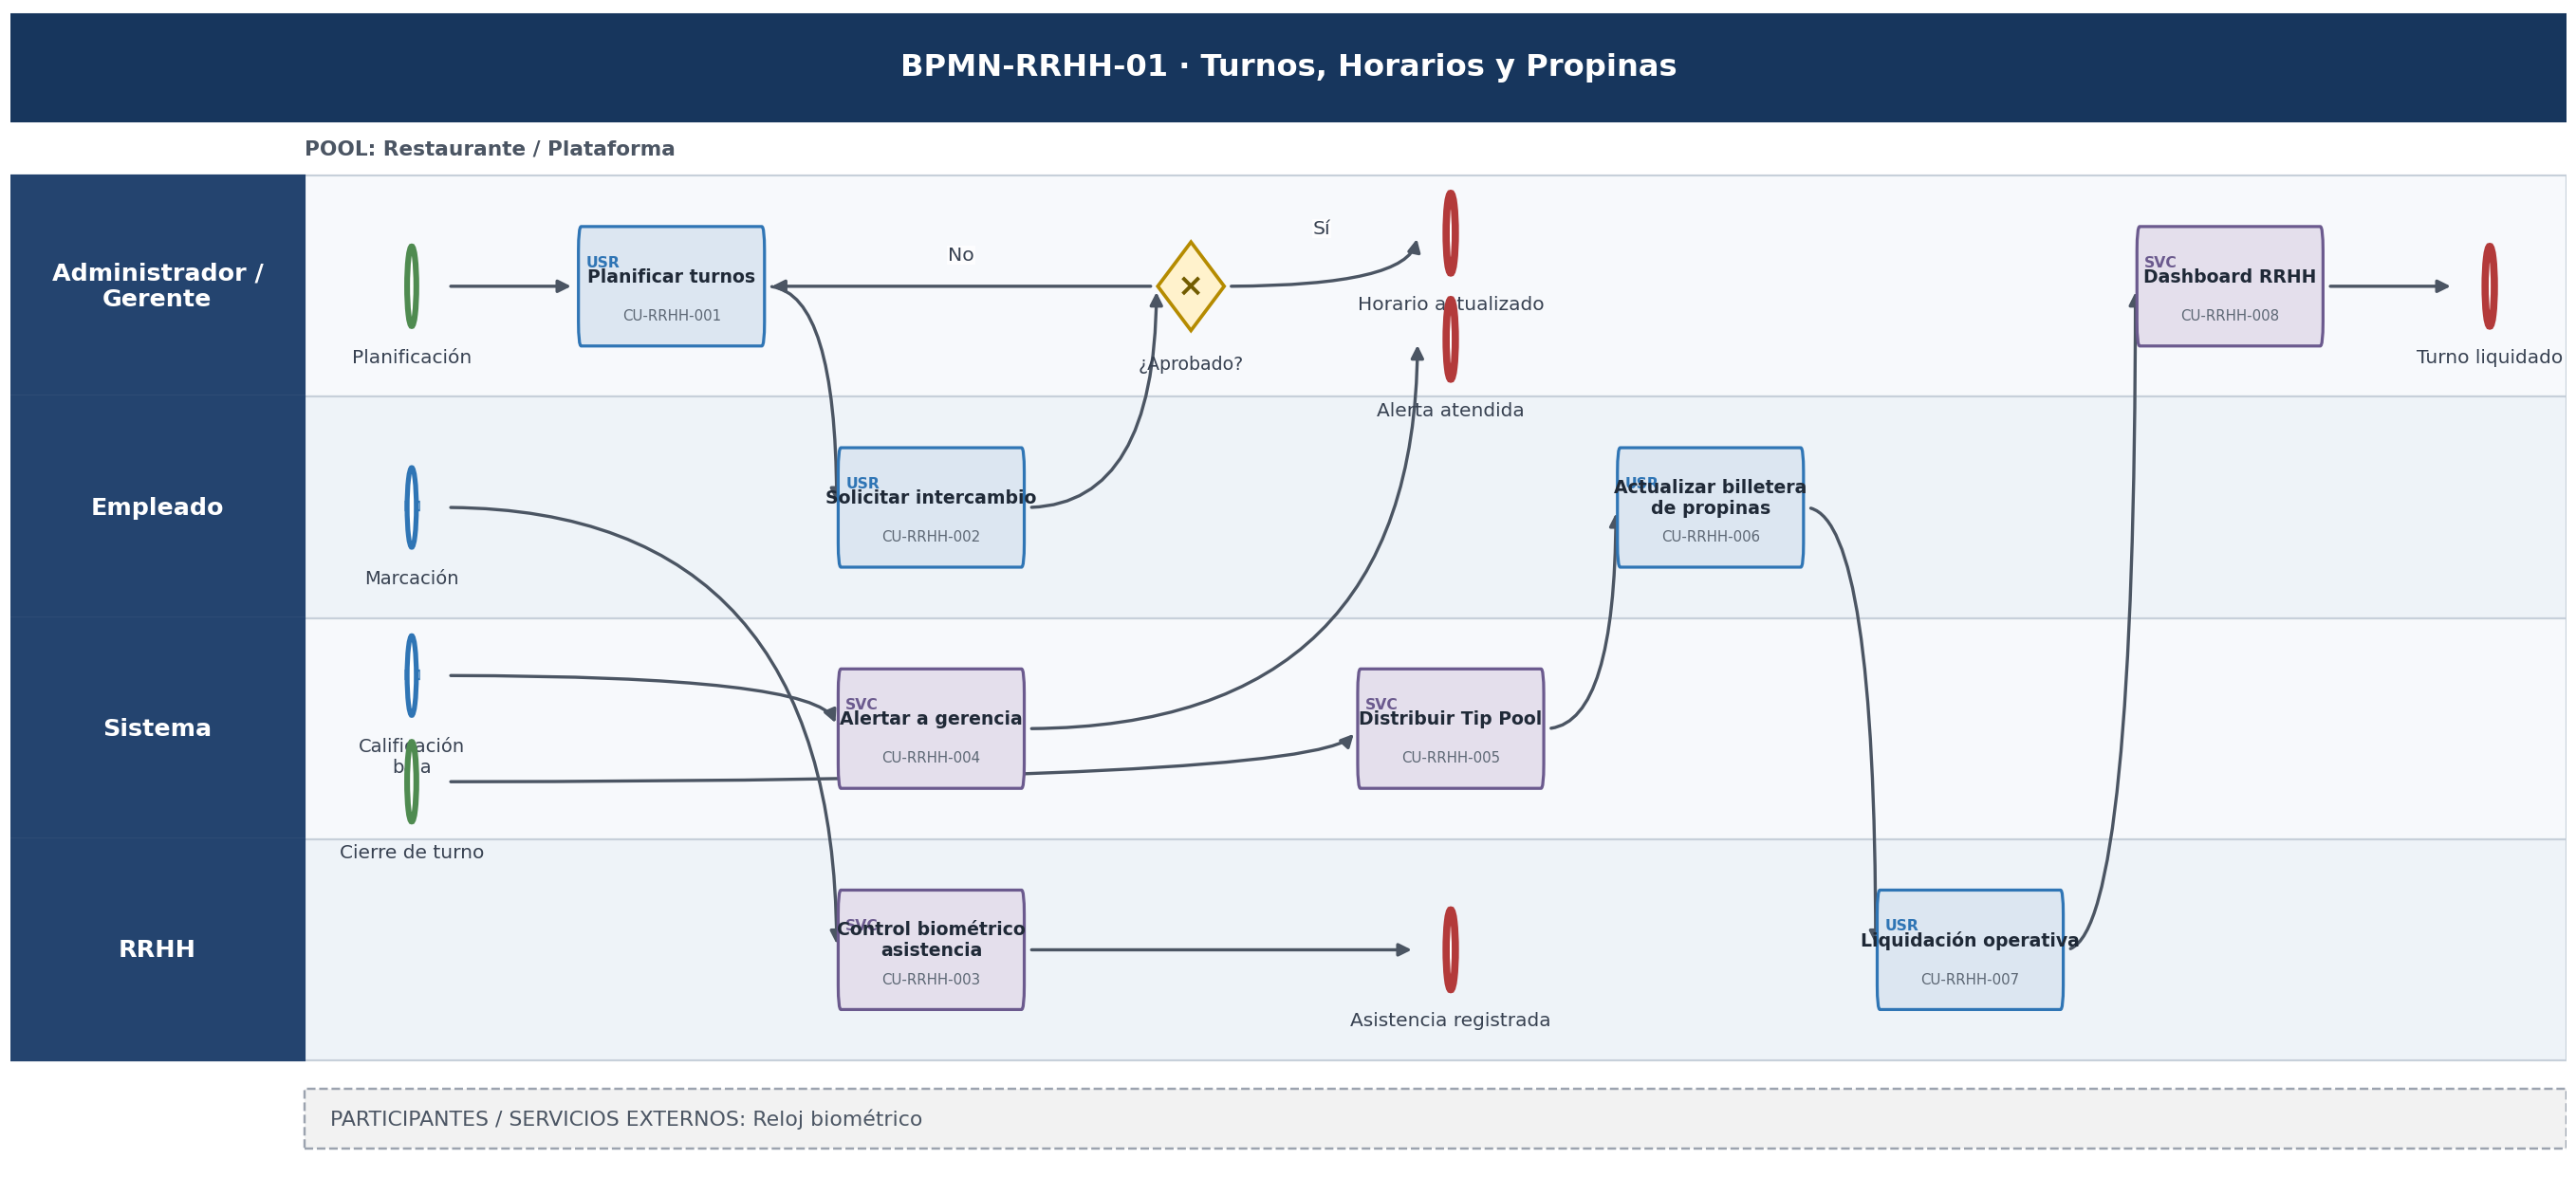 BPMN-RRHH-01 · Turnos, Horarios y Propinas
POOL: Restaurante / Plataforma
Administrador /
Gerente
Planificación
USR
Planificar turnos
CU-RRHH-001
No
¿Aprobado?
Sí
Horario actualizado
Alerta atendida
SVC
Dashboard RRHH
CU-RRHH-008
Turno liquidado
Empleado
Marcación
USR
Solicitar intercambio
CU-RRHH-002
USR
Actualizar billetera
de propinas
CU-RRHH-006
Sistema
Calificación
baja
Cierre de turno
SVC
Alertar a gerencia
CU-RRHH-004
SVC
Distribuir Tip Pool
CU-RRHH-005
RRHH
SVC
Control biométrico
asistencia
CU-RRHH-003
Asistencia registrada
USR
Liquidación operativa
CU-RRHH-007
PARTICIPANTES / SERVICIOS EXTERNOS: Reloj biométrico